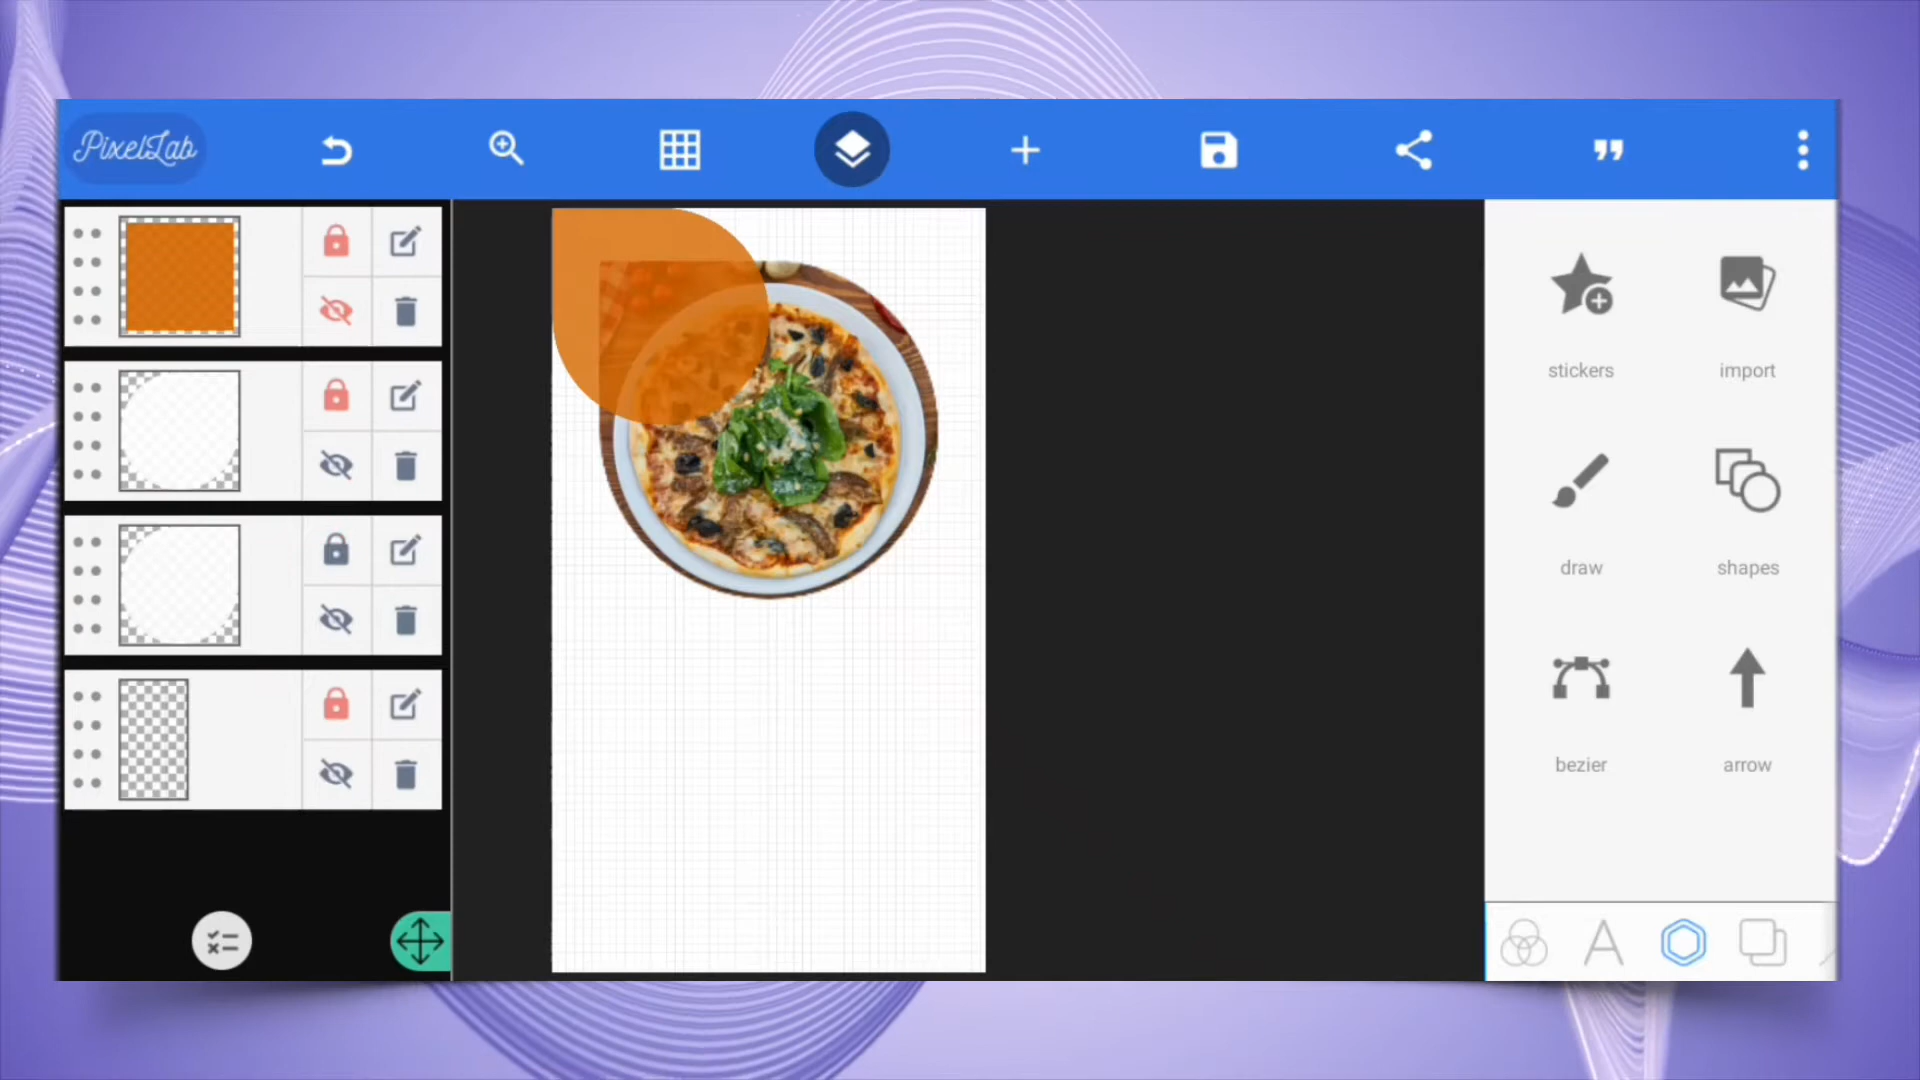 PixelLab
stickers
import
draw
shapes
bezier
arrow